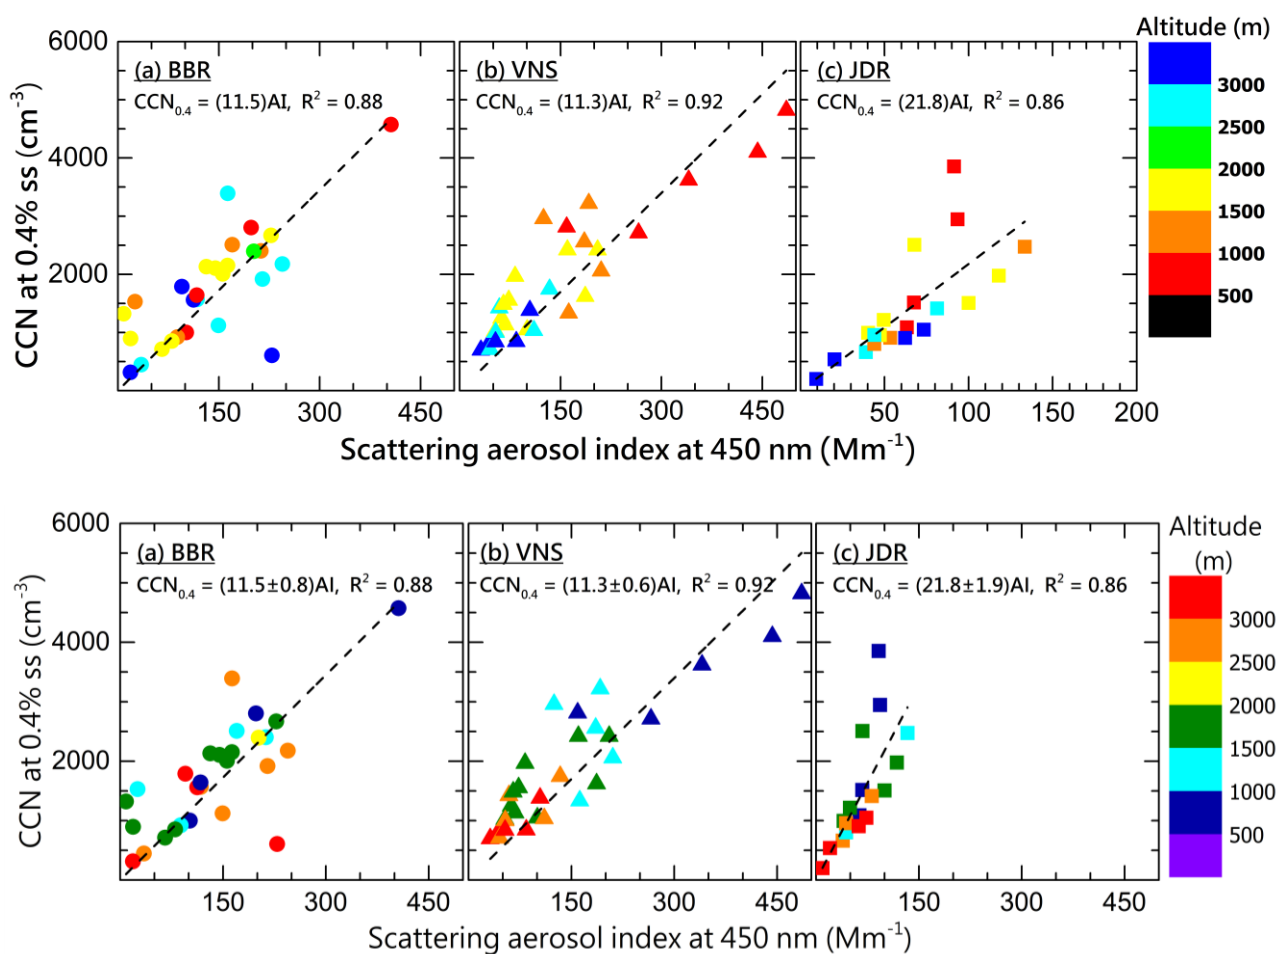 Altitude (m)
6000
4000
2000
CCN at 0.4% ss (cm⁻³)
(a) BBR
CCN₀.₄ = (11.5)AI, R² = 0.88
(b) VNS
CCN₀.₄ = (11.3)AI, R² = 0.92
(c) JDR
CCN₀.₄ = (21.8)AI, R² = 0.86
3000
2500
2000
1500
1000
500
150 300 450 150 300 450 50 100 150 200
Scattering aerosol index at 450 nm (Mm⁻¹)
6000
4000
2000
CCN at 0.4% ss (cm⁻³)
(a) BBR
CCN₀.₄ = (11.5±0.8)AI, R² = 0.88
(b) VNS
CCN₀.₄ = (11.3±0.6)AI, R² = 0.92
(c) JDR
CCN₀.₄ = (21.8±1.9)AI, R² = 0.86
Altitude
(m)
3000
2500
2000
1500
1000
500
150 300 450 150 300 450 150 300 450
Scattering aerosol index at 450 nm (Mm⁻¹)